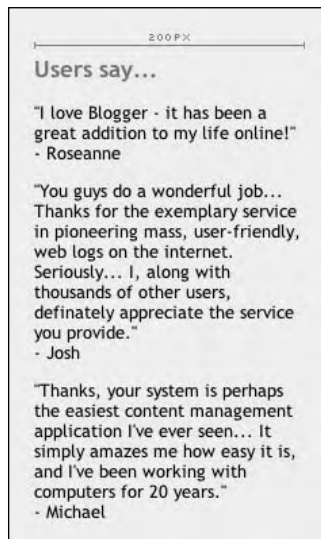 200PX
Users say...
"I love Blogger - it has been a
great addition to my life online!"
- Roseanne
"You guys do a wonderful job...
Thanks for the exemplary service
in pioneering mass, user-friendly,
web logs on the internet.
Seriously... I, along with
thousands of other users,
definately appreciate the service
you provide."
- Josh
"Thanks, your system is perhaps
the easiest content management
application I've ever seen... It
simply amazes me how easy it is,
and I've been working with
computers for 20 years."
- Michael